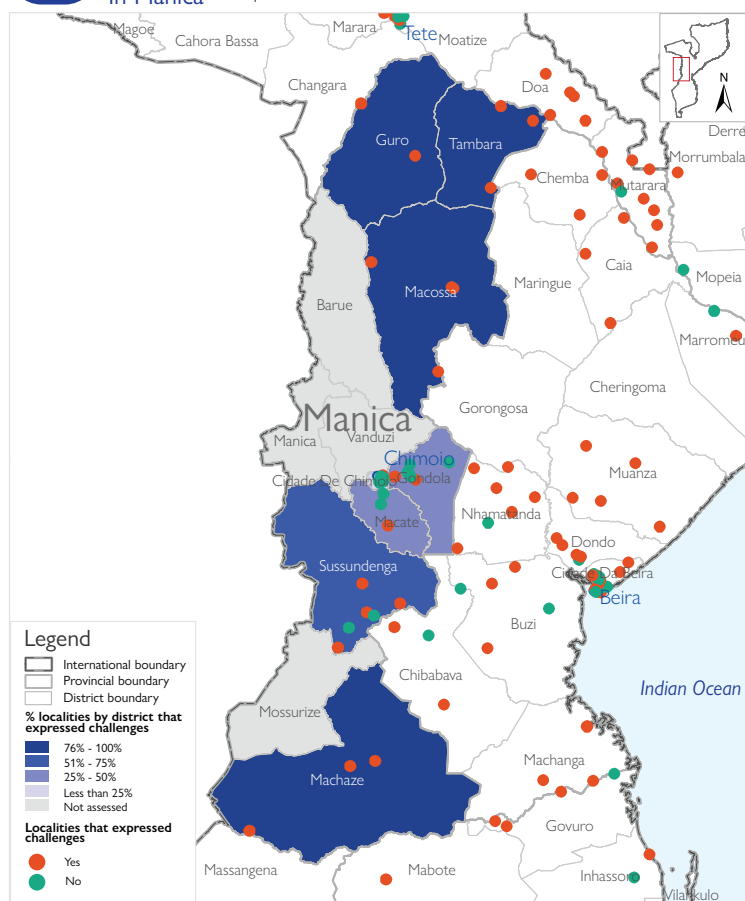 in Manica
Magoe
Cahora Bassa
Marara
Tete
Moatize
Changara
Doa
N
Derre
Guro
Tambara
Morrumbala
Chemba
Mutarara
Caia
Mopeia
Maringue
Macossa
Barue
Marromeu
Cheringoma
Gorongosa
Manica
Vanduzi
Manica
Chimoio
Cidade De Chimoio
Gondola
Muanza
Macate
Nhamatanda
Dondo
Sussundenga
Cidade Da Beira
Beira
Buzi
Chibabava
Indian Ocean
Mossurize
Machaze
Machanga
Govuro
Massangena
Mabote
Inhassoro
Vilankulo
Legend
International boundary
Provincial boundary
District boundary
% localities by district that
expressed challenges
76% - 100%
51% - 75%
25% - 50%
Less than 25%
Not assessed
Localities that expressed
challenges
Yes
No